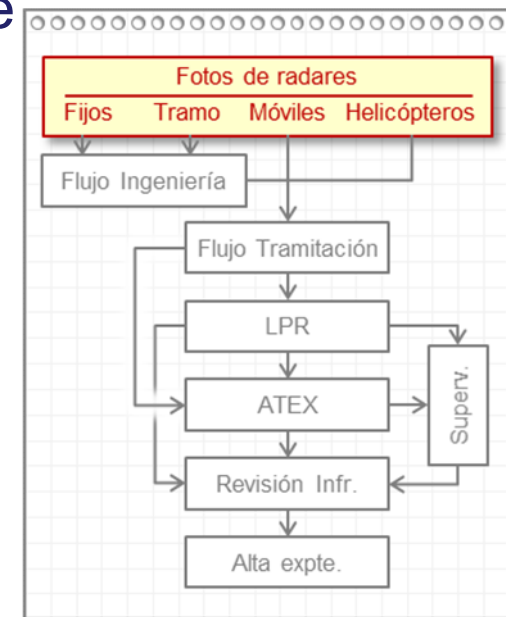 e
Fotos de radares
Fijos Tramo Móviles Helicópteros
Flujo Ingeniería
Flujo Tramitación
LPR
Superv.
ATEX
Revisión Infr.
Alta expte.